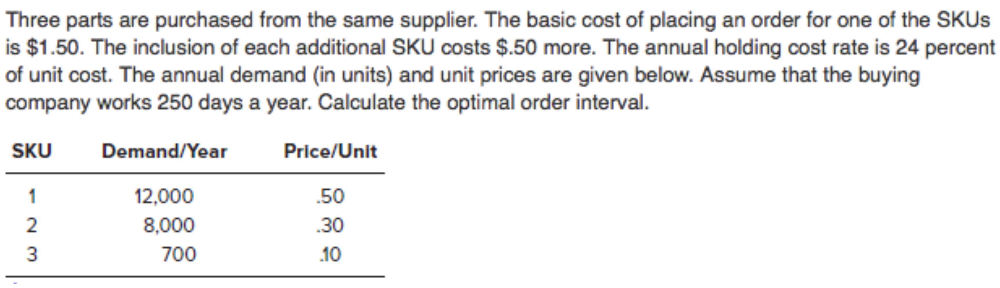 Three parts are purchased from the same supplier. The basic cost of placing an order for one of the SKUs
is $1.50. The inclusion of each additional SKU costs $.50 more. The annual holding cost rate is 24 percent
of unit cost. The annual demand (in units) and unit prices are given below. Assume that the buying
company works 250 days a year. Calculate the optimal order interval.
SKU Demand/Year Price/Unit
1 12,000 .50
2 8,000 .30
3 700 .10